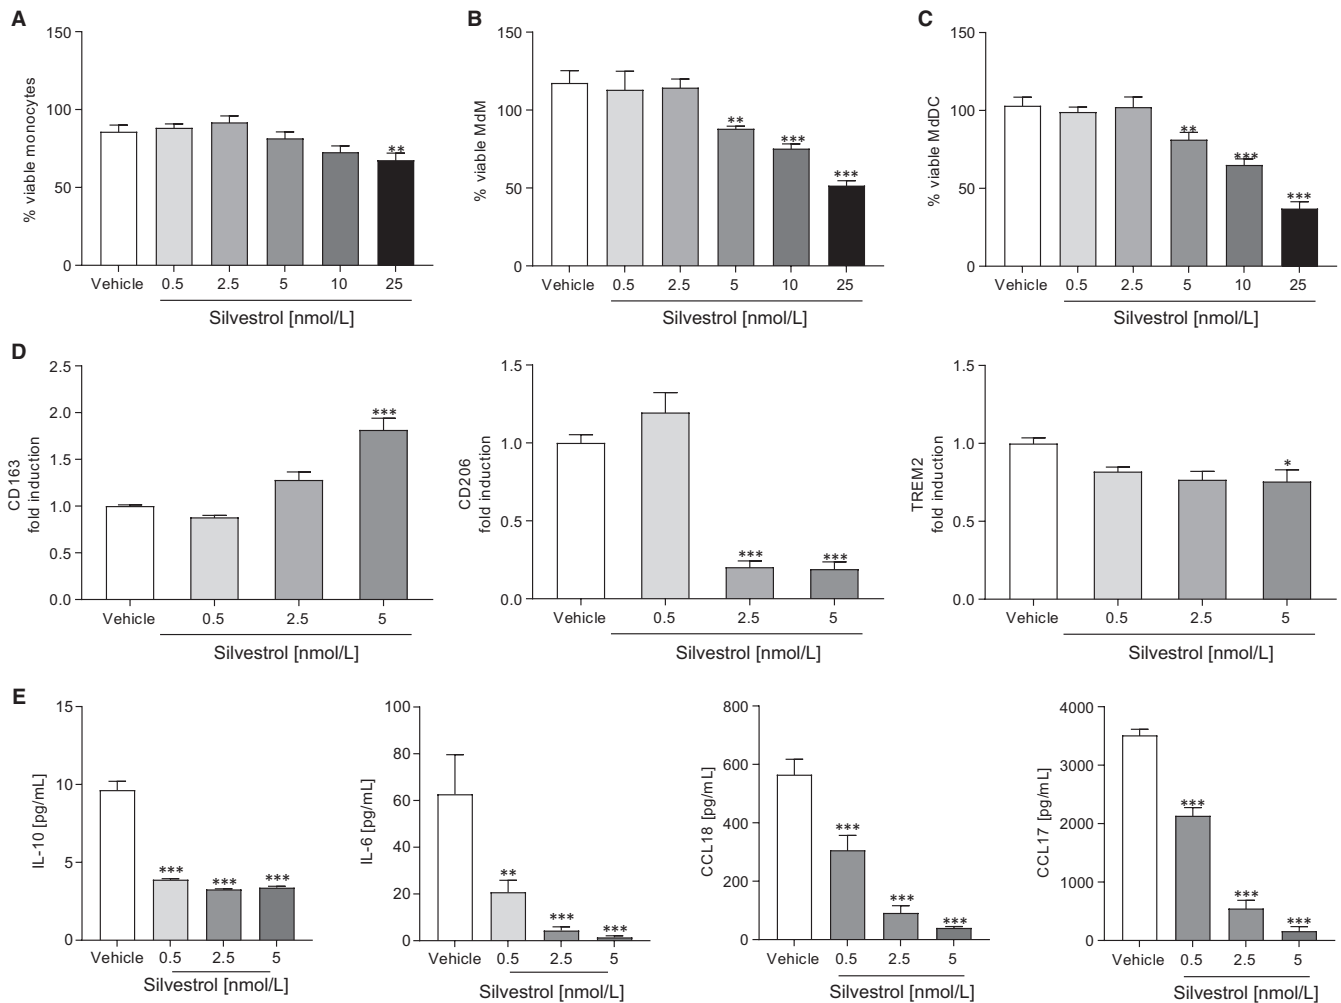 A
% viable monocytes
150
100
50
0
**
Vehicle 0.5 2.5 5 10 25
Silvestrol [nmol/L]
B
% viable MdM
150
100
50
0
**
***
***
Vehicle 0.5 2.5 5 10 25
Silvestrol [nmol/L]
C
% viable MdDC
150
100
50
0
**
***
***
Vehicle 0.5 2.5 5 10 25
Silvestrol [nmol/L]
D
CD163
fold induction
2.5
2.0
1.5
1.0
0.5
0.0
***
Vehicle 0.5 2.5 5
Silvestrol [nmol/L]
CD206
fold induction
1.5
1.0
0.5
0.0
***
***
Vehicle 0.5 2.5 5
Silvestrol [nmol/L]
TREM2
fold induction
1.5
1.0
0.5
0.0
*
Vehicle 0.5 2.5 5
Silvestrol [nmol/L]
E
IL-10 [pg/mL]
15
10
5
0
***
***
***
Vehicle 0.5 2.5 5
Silvestrol [nmol/L]
IL-6 [pg/mL]
100
80
60
40
20
0
**
***
***
Vehicle 0.5 2.5 5
Silvestrol [nmol/L]
CCL18 [pg/mL]
800
600
400
200
0
***
***
***
Vehicle 0.5 2.5 5
Silvestrol [nmol/L]
CCL17 [pg/mL]
4000
3000
2000
1000
0
***
***
***
Vehicle 0.5 2.5 5
Silvestrol [nmol/L]